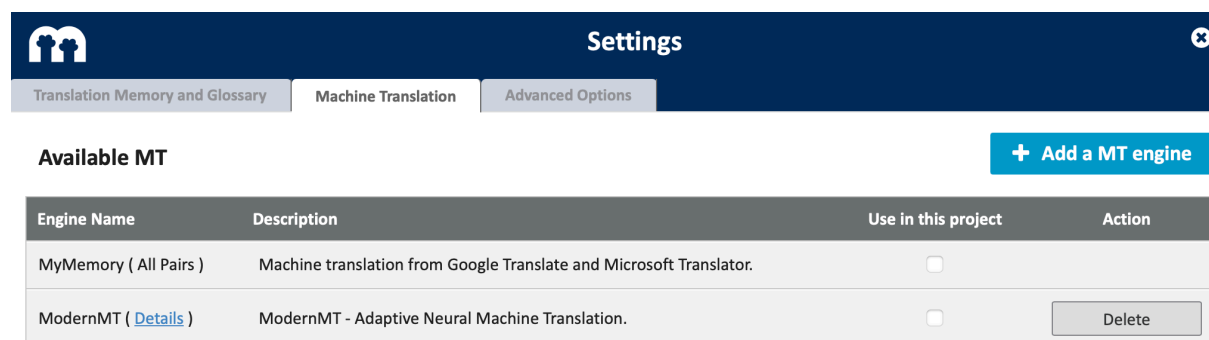 Settings
Translation Memory and Glossary Machine Translation Advanced Options
Available MT + Add a MT engine
Engine Name Description Use in this project Action
MyMemory ( All Pairs ) Machine translation from Google Translate and Microsoft Translator.
ModernMT ( Details ) ModernMT - Adaptive Neural Machine Translation. Delete